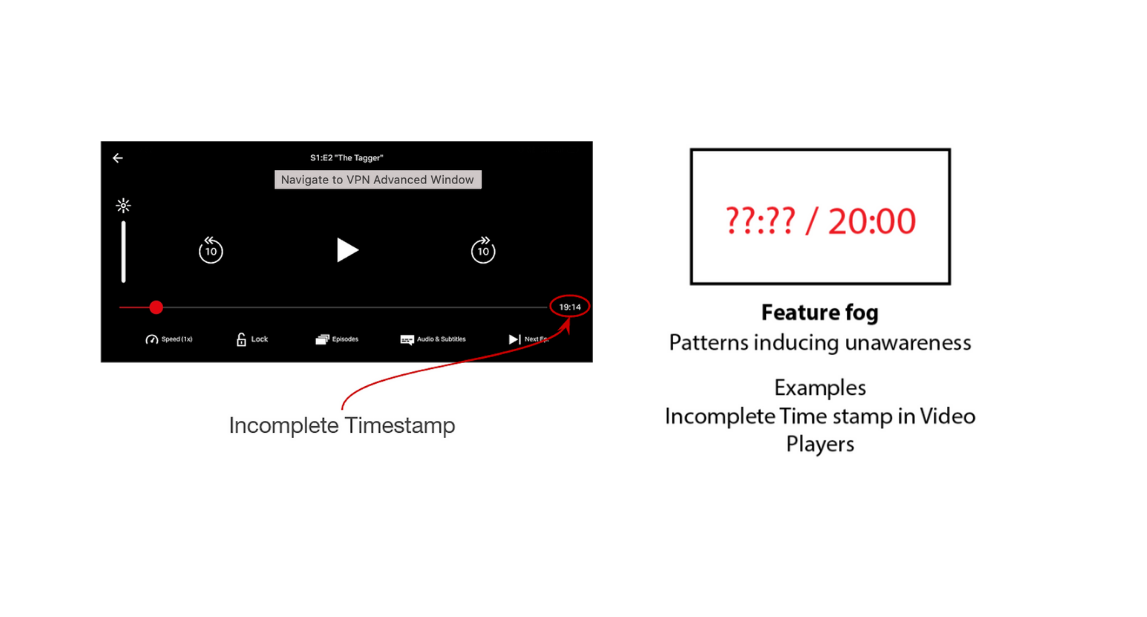 S1:E2 "The Tagger"
Navigate to VPN Advanced Window
10
10
19:14
Speed (1x)
Lock
Episodes
Audio & Subtitles
Next Ep.
Incomplete Timestamp
??:?? / 20:00
Feature fog
Patterns inducing unawareness
Examples
Incomplete Time stamp in Video
Players